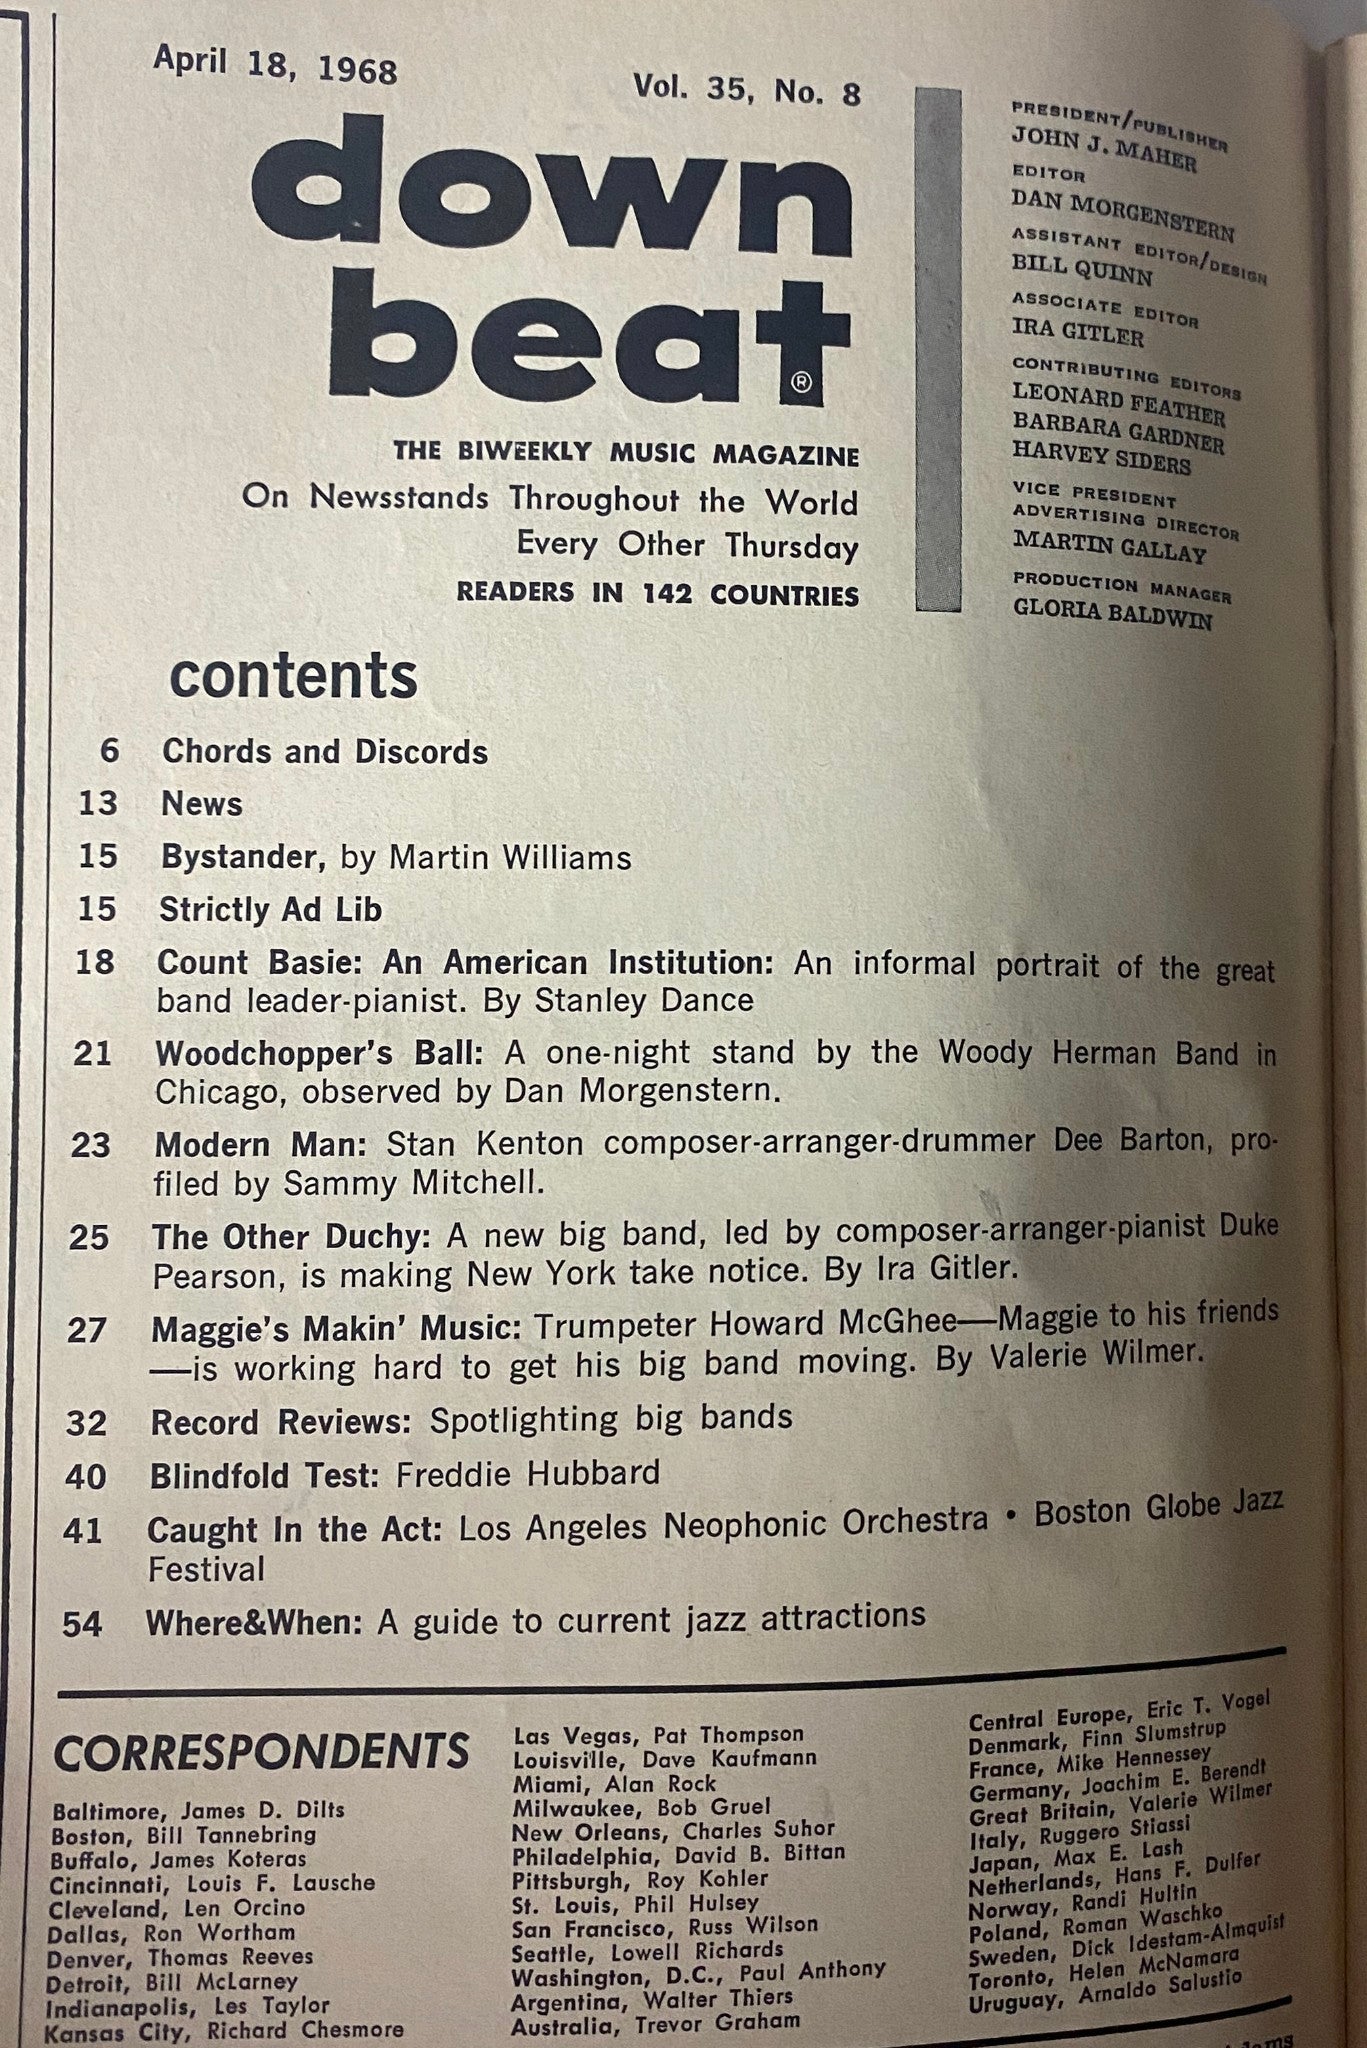 April 18, 1968
Vol. 35, No. 8
down
beat®
THE BIWEEKLY MUSIC MAGAZINE
On Newsstands Throughout the World
Every Other Thursday
READERS IN 142 COUNTRIES
PRESIDENT/PUBLISHER
JOHN J. MAHER
EDITOR
DAN MORGENSTERN
ASSISTANT EDITOR/DESIGN
BILL QUINN
ASSOCIATE EDITOR
IRA GITLER
CONTRIBUTING EDITORS
LEONARD FEATHER
BARBARA GARDNER
HARVEY SIDERS
VICE PRESIDENT
ADVERTISING DIRECTOR
MARTIN GALLAY
PRODUCTION MANAGER
GLORIA BALDWIN
contents
6 Chords and Discords
13 News
15 Bystander, by Martin Williams
15 Strictly Ad Lib
18 Count Basie: An American Institution: An informal portrait of the great
band leader-pianist. By Stanley Dance
21 Woodchopper's Ball: A one-night stand by the Woody Herman Band in
Chicago, observed by Dan Morgenstern.
23 Modern Man: Stan Kenton composer-arranger-drummer Dee Barton, pro-
filed by Sammy Mitchell.
25 The Other Duchy: A new big band, led by composer-arranger-pianist Duke
Pearson, is making New York take notice. By Ira Gitler.
27 Maggie's Makin' Music: Trumpeter Howard McGhee—Maggie to his friends
—is working hard to get his big band moving. By Valerie Wilmer.
32 Record Reviews: Spotlighting big bands
40 Blindfold Test: Freddie Hubbard
41 Caught In the Act: Los Angeles Neophonic Orchestra • Boston Globe Jazz
Festival
54 Where&When: A guide to current jazz attractions
CORRESPONDENTS
Baltimore, James D. Dilts
Boston, Bill Tannebring
Buffalo, James Koteras
Cincinnati, Louis F. Lausche
Cleveland, Len Orcino
Dallas, Ron Wortham
Denver, Thomas Reeves
Detroit, Bill McLarney
Indianapolis, Les Taylor
Kansas City, Richard Chesmore
Las Vegas, Pat Thompson
Louisville, Dave Kaufmann
Miami, Alan Rock
Milwaukee, Bob Gruel
New Orleans, Charles Suhor
Philadelphia, David B. Bittan
Pittsburgh, Roy Kohler
St. Louis, Phil Hulsey
San Francisco, Russ Wilson
Seattle, Lowell Richards
Washington, D.C., Paul Anthony
Argentina, Walter Thiers
Australia, Trevor Graham
Central Europe, Eric T. Vogel
Denmark, Finn Slumstrup
France, Mike Hennessey
Germany, Joachim E. Berendt
Great Britain, Valerie Wilmer
Italy, Ruggero Stiassi
Japan, Max E. Lash
Netherlands, Hans F. Dulfer
Norway, Randi Hultin
Poland, Roman Waschko
Sweden, Dick Idestam-Almquist
Toronto, Helen McNamara
Uruguay, Arnaldo Salustio